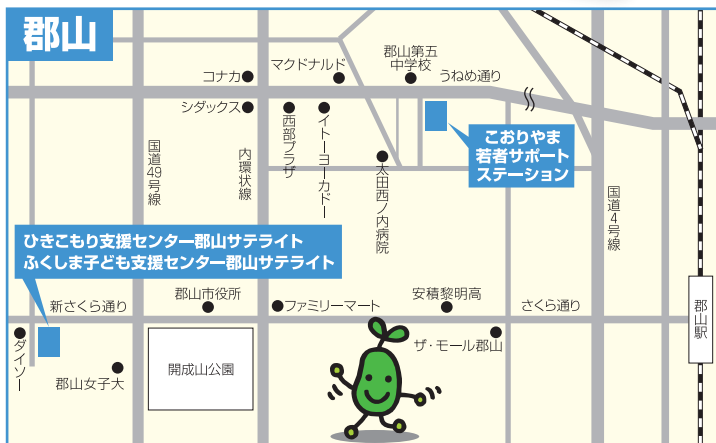 郡山
コナカ
マクドナルド
郡山第五
中学校
うねめ通り
シダックス
西部プラザ
イトーヨーカドー
こおりやま
若者サポート
ステーション
国道49号線
内環状線
太田西ノ内病院
国道4号線
ひきこもり支援センター郡山サテライト
ふくしま子ども支援センター郡山サテライト
新さくら通り
郡山市役所
ファミリーマート
安積黎明高
さくら通り
郡山駅
ダイソー
郡山女子大
開成山公園
ザ・モール郡山